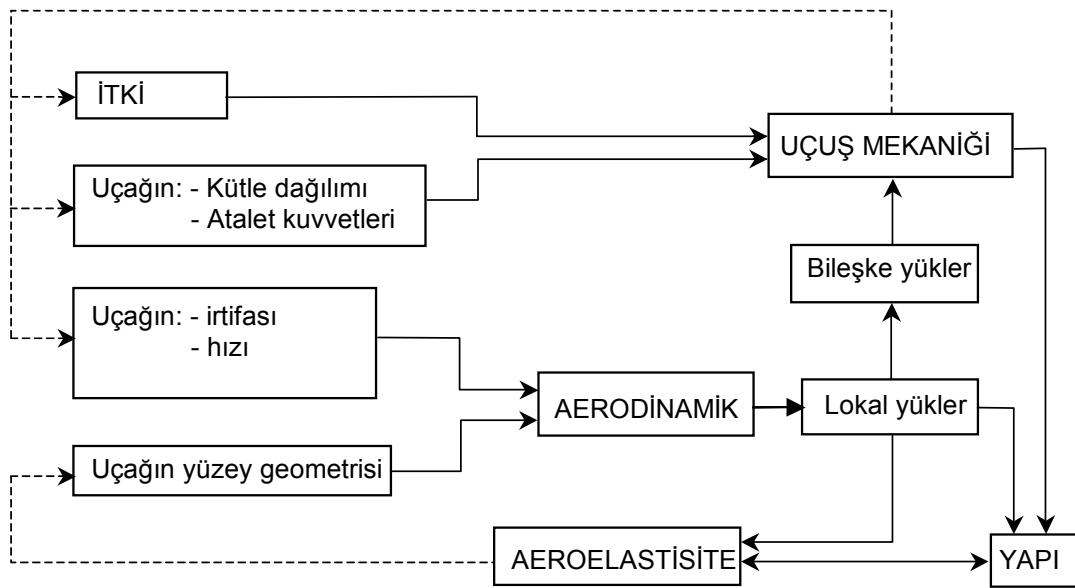 İTKİ
UÇUŞ MEKANİĞİ
Uçağın: - Kütle dağılımı
- Atalet kuvvetleri
Bileşke yükler
Uçağın: - irtifası
- hızı
AERODİNAMİK
Lokal yükler
Uçağın yüzey geometrisi
AEROELASTİSİTE
YAPI